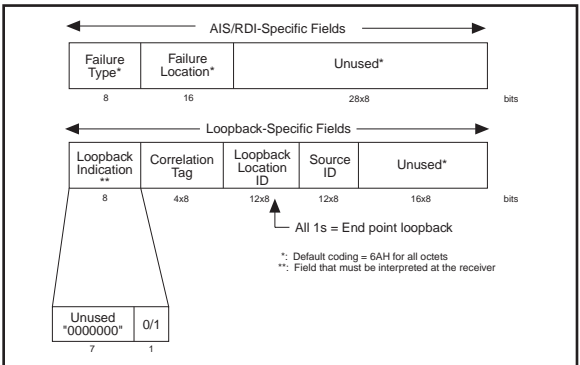 AIS/RDI-Specific Fields
Failure Type*
Failure Location*
Unused*
8
16
28x8
bits
Loopback-Specific Fields
Loopback Indication **
Correlation Tag
Loopback Location ID
Source ID
Unused*
8
4x8
12x8
12x8
16x8
bits
All 1s = End point loopback
*: Default coding = 6AH for all octets
**: Field that must be interpreted at the receiver
Unused "0000000"
0/1
7
1